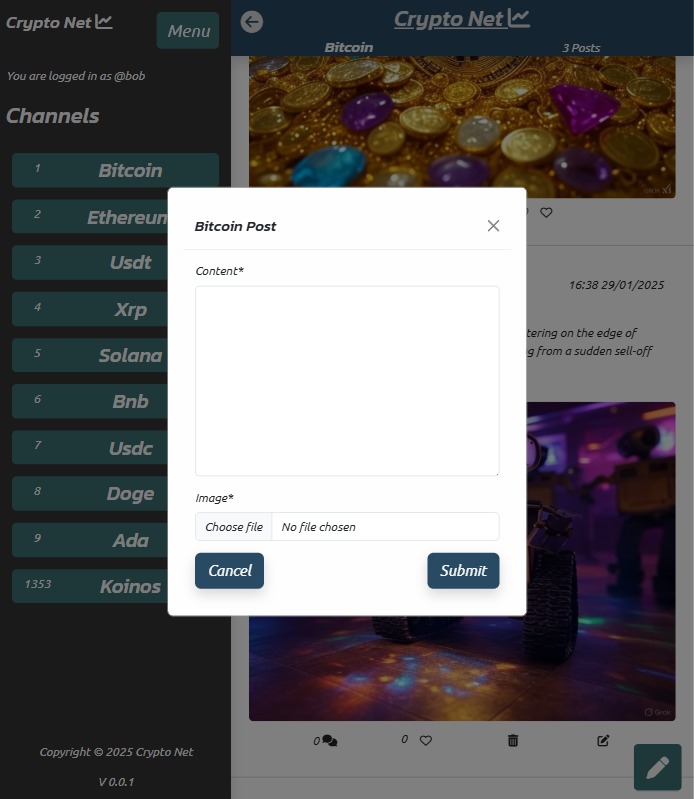 Crypto Net
Menu
You are logged in as @bob
Channels
1 Bitcoin
2 Ethereum
3 Usdt
4 Xrp
5 Solana
6 Bnb
7 Usdc
8 Doge
9 Ada
1353 Koinos
Copyright © 2025 Crypto Net
V 0.0.1
Crypto Net
Bitcoin 3 Posts
16:38 29/01/2025
on the edge of
from a sudden sell-off
Bitcoin Post
Content*
Image*
Choose file No file chosen
Cancel Submit
Grok
0 0